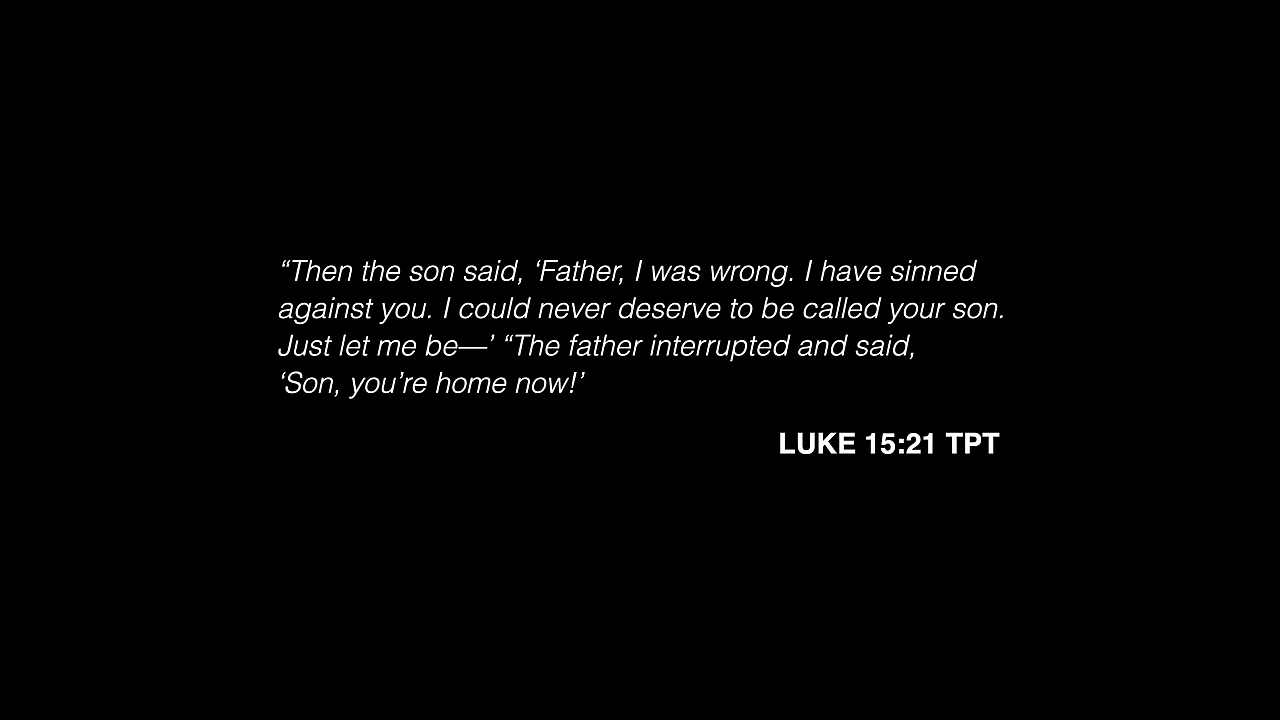 “Then the son said, ‘Father, I was wrong. I have sinned
against you. I could never deserve to be called your son.
Just let me be—’ “The father interrupted and said,
‘Son, you’re home now!’
LUKE 15:21 TPT